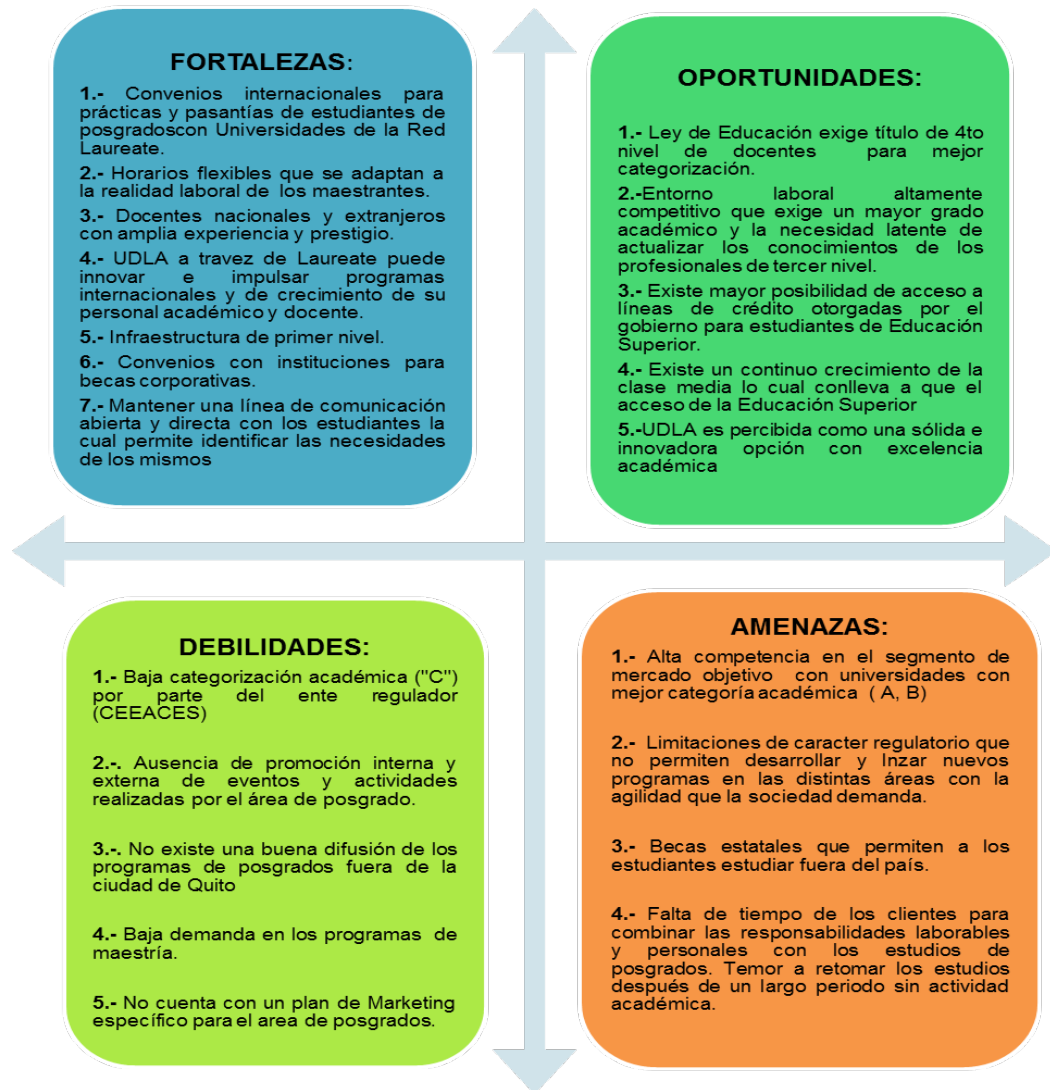 FORTALEZAS:
1.- Convenios internacionales para
prácticas y pasantías de estudiantes de
posgradoscon Universidades de la Red
Laureate.
2.- Horarios flexibles que se adaptan a
la realidad laboral de los maestrantes.
3.- Docentes nacionales y extranjeros
con amplia experiencia y prestigio.
4.- UDLA a travez de Laureate puede
innovar e impulsar programas
internacionales y de crecimiento de su
personal académico y docente.
5.- Infraestructura de primer nivel.
6.- Convenios con instituciones para
becas corporativas.
7.- Mantener una línea de comunicación
abierta y directa con los estudiantes la
cual permite identificar las necesidades
de los mismos
OPORTUNIDADES:
1.- Ley de Educación exige título de 4to
nivel de docentes para mejor
categorización.
2.-Entorno laboral altamente
competitivo que exige un mayor grado
académico y la necesidad latente de
actualizar los conocimientos de los
profesionales de tercer nivel.
3.- Existe mayor posibilidad de acceso a
líneas de crédito otorgadas por el
gobierno para estudiantes de Educación
Superior.
4.- Existe un continuo crecimiento de la
clase media lo cual conlleva a que el
acceso de la Educación Superior
5.-UDLA es percibida como una sólida e
innovadora opción con excelencia
académica
DEBILIDADES:
1.- Baja categorización académica ("C")
por parte del ente regulador
(CEEACES)
2.-. Ausencia de promoción interna y
externa de eventos y actividades
realizadas por el área de posgrado.
3.-. No existe una buena difusión de los
programas de posgrados fuera de la
ciudad de Quito
4.- Baja demanda en los programas de
maestría.
5.- No cuenta con un plan de Marketing
específico para el area de posgrados.
AMENAZAS:
1.- Alta competencia en el segmento de
mercado objetivo con universidades con
mejor categoría académica ( A, B)
2.- Limitaciones de caracter regulatorio que
no permiten desarrollar y lnzar nuevos
programas en las distintas áreas con la
agilidad que la sociedad demanda.
3.- Becas estatales que permiten a los
estudiantes estudiar fuera del país.
4.- Falta de tiempo de los clientes para
combinar las responsabilidades laborables
y personales con los estudios de
posgrados. Temor a retomar los estudios
después de un largo periodo sin actividad
académica.